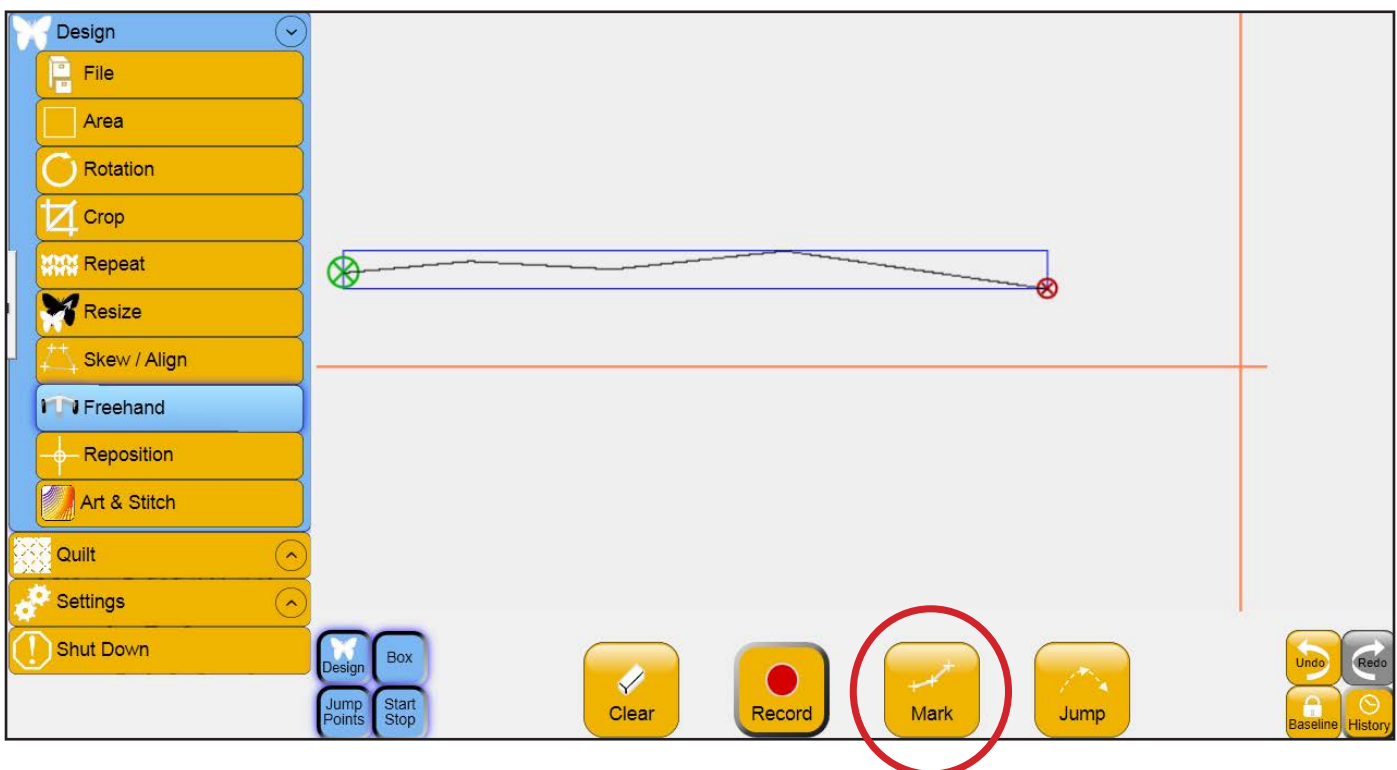 Design
File
Area
Rotation
Crop
Repeat
Resize
Skew / Align
Freehand
Reposition
Art & Stitch
Quilt
Settings
Shut Down
Design
Box
Jump
Points
Start
Stop
Clear
Record
Mark
Jump
Undo
Redo
Baseline
History